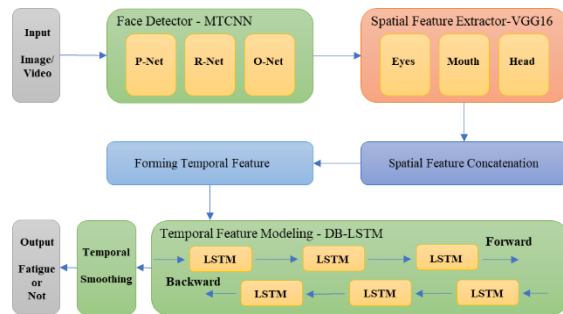 Input
Image/
Video
Face Detector - MTCNN
P-Net
R-Net
O-Net
Spatial Feature Extractor-VGG16
Eyes
Mouth
Head
Forming Temporal Feature
Spatial Feature Concatenation
Output
Fatigue
or
Not
Temporal
Smoothing
Temporal Feature Modeling - DB-LSTM
LSTM
LSTM
LSTM
Forward
Backward
LSTM
LSTM
LSTM